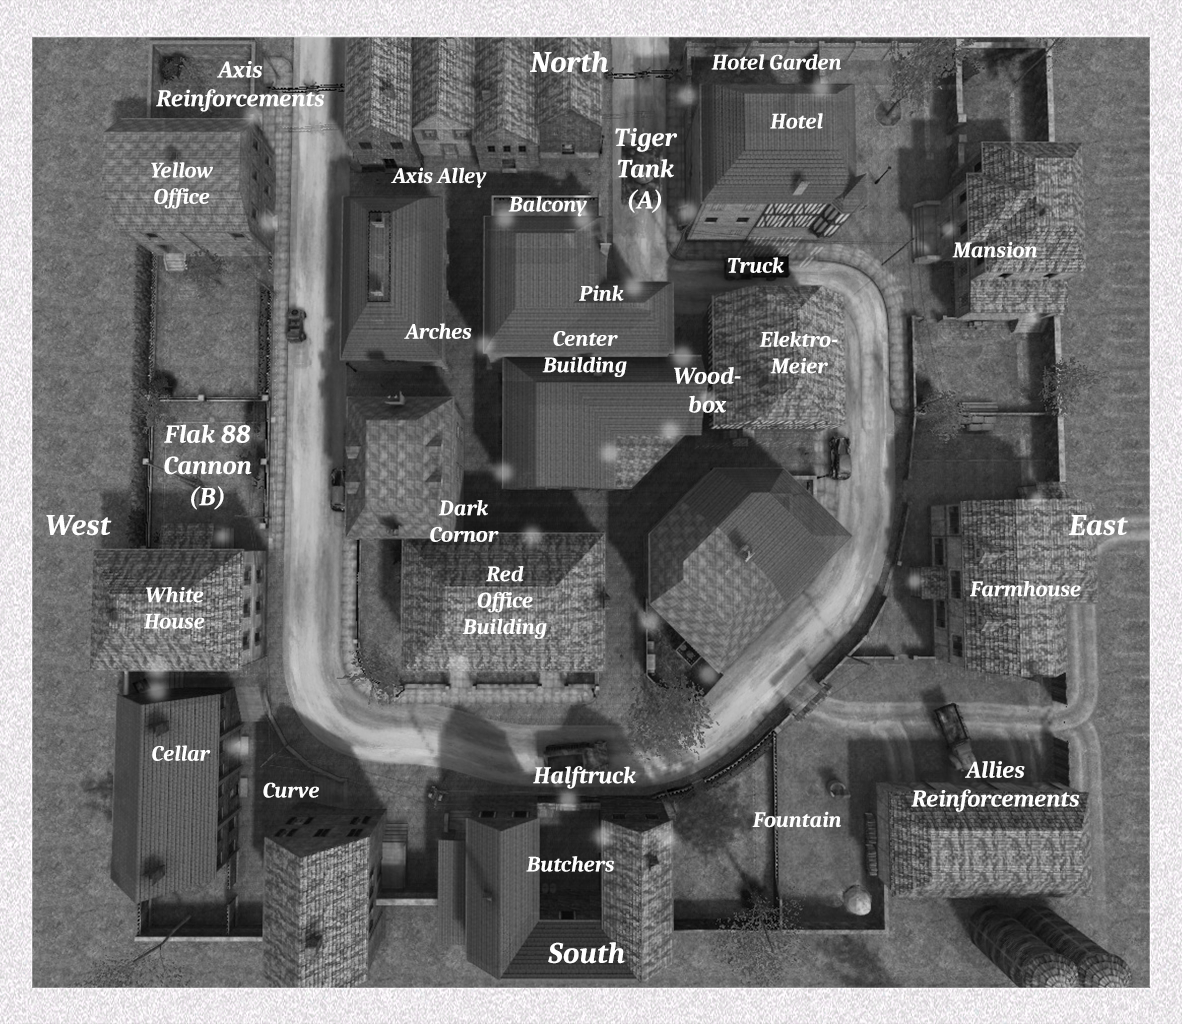 North
Hotel Garden
Axis
Reinforcements
Hotel
Tiger
Tank
(A)
Yellow
Office
Axis Alley
Balcony
Mansion
Truck
Pink
Arches
Center
Building
Elektro-
Meier
Wood-
box
Flak 88
Cannon
(B)
West
Dark
Cornor
East
Red
Office
Building
White
House
Farmhouse
Cellar
Curve
Halftruck
Allies
Reinforcements
Fountain
Butchers
South